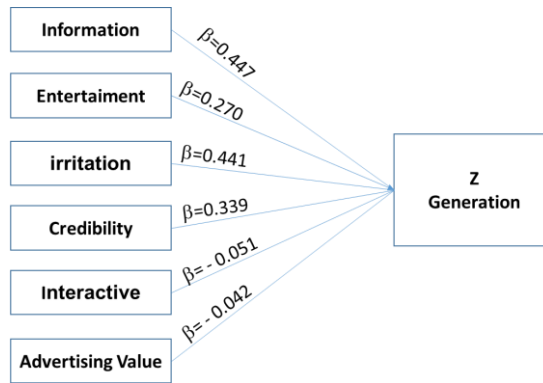 Information
β=0.447
Entertaiment
β=0.270
irritation
β=0.441
Z
Generation
Credibility
β=0.339
Interactive
β= - 0.051
Advertising Value
β= - 0.042